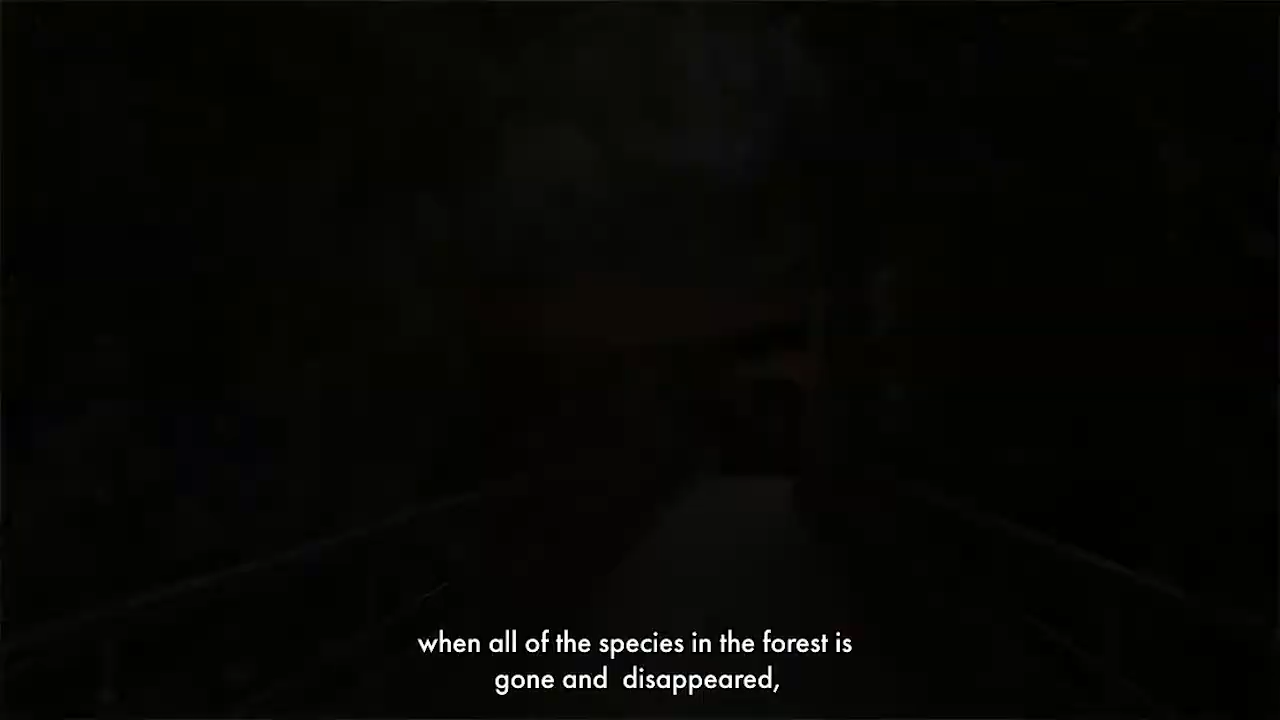 when all of the species in the forest is
gone and  disappeared,